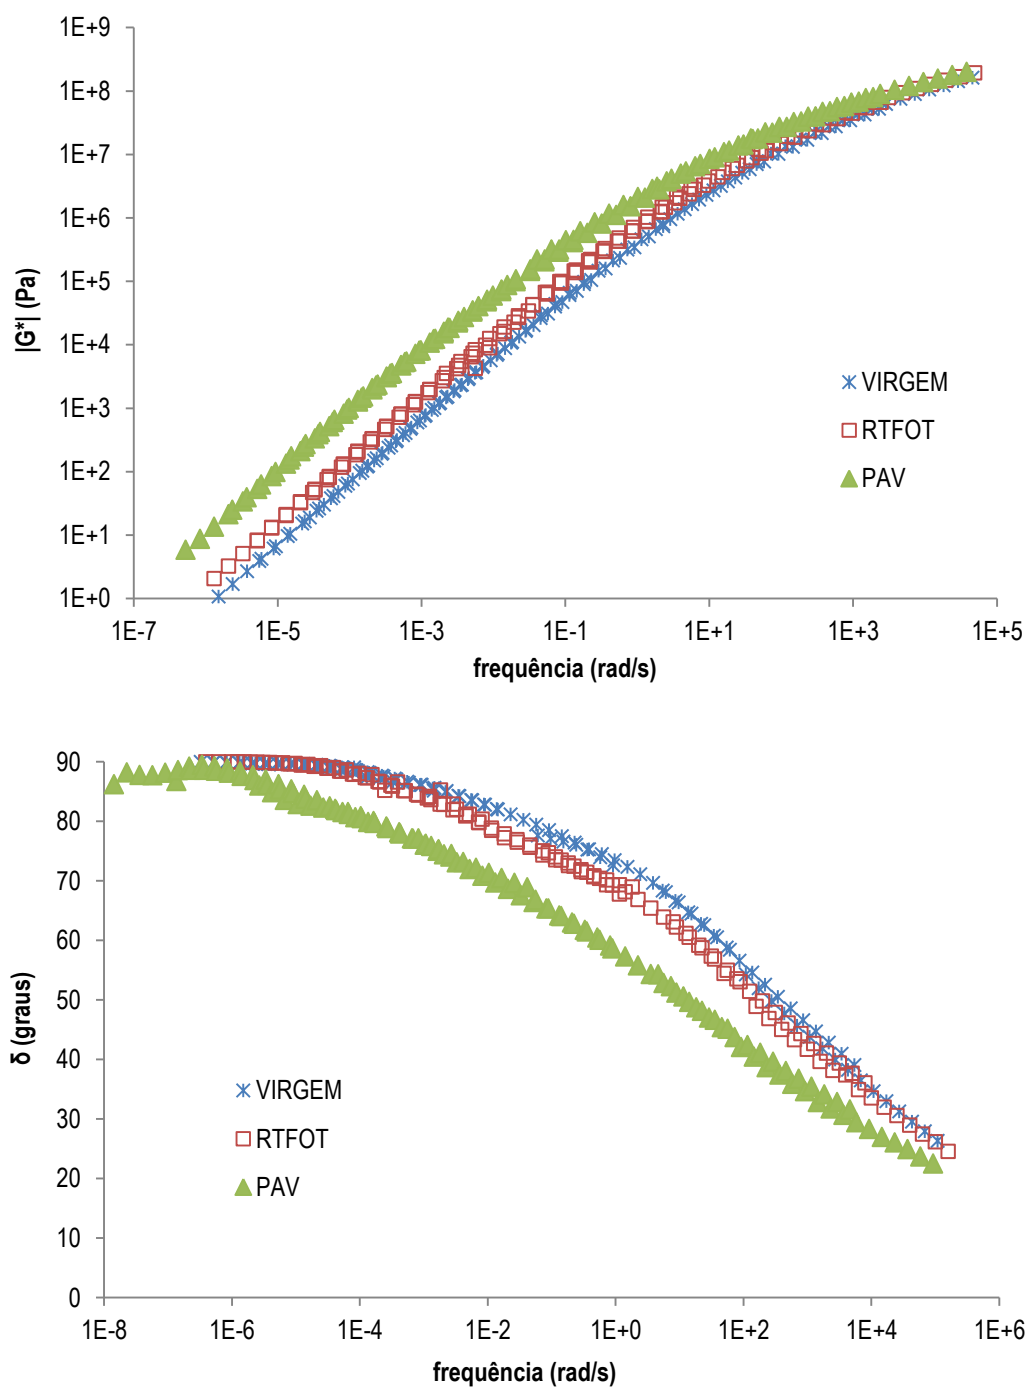 1E+9
1E+8
1E+7
1E+6
1E+5
1E+4
1E+3
1E+2
1E+1
1E+0
|G*| (Pa)
VIRGEM
RTFOT
PAV
1E-7 1E-5 1E-3 1E-1 1E+1 1E+3 1E+5
frequência (rad/s)
90
80
70
60
50
40
30
20
10
0
δ (graus)
VIRGEM
RTFOT
PAV
1E-8 1E-6 1E-4 1E-2 1E+0 1E+2 1E+4 1E+6
frequência (rad/s)